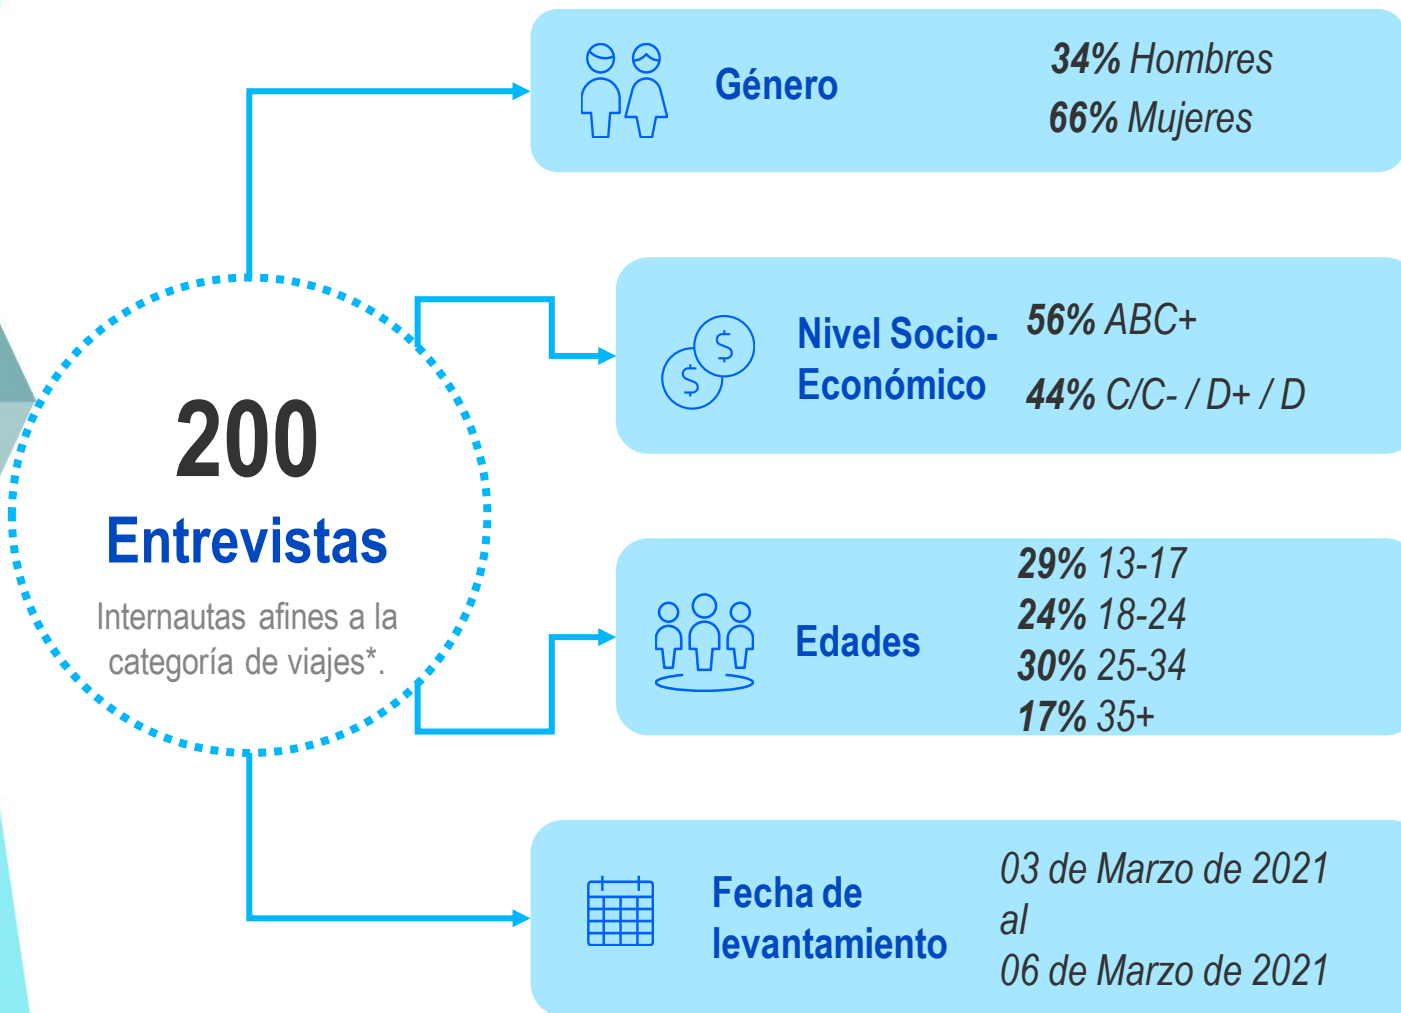 Género
34% Hombres
66% Mujeres
Nivel Socio-
Económico
56% ABC+
44% C/C- / D+ / D
200
Entrevistas
Internautas afines a la
categoría de viajes*.
Edades
29% 13-17
24% 18-24
30% 25-34
17% 35+
Fecha de
levantamiento
03 de Marzo de 2021
al
06 de Marzo de 2021